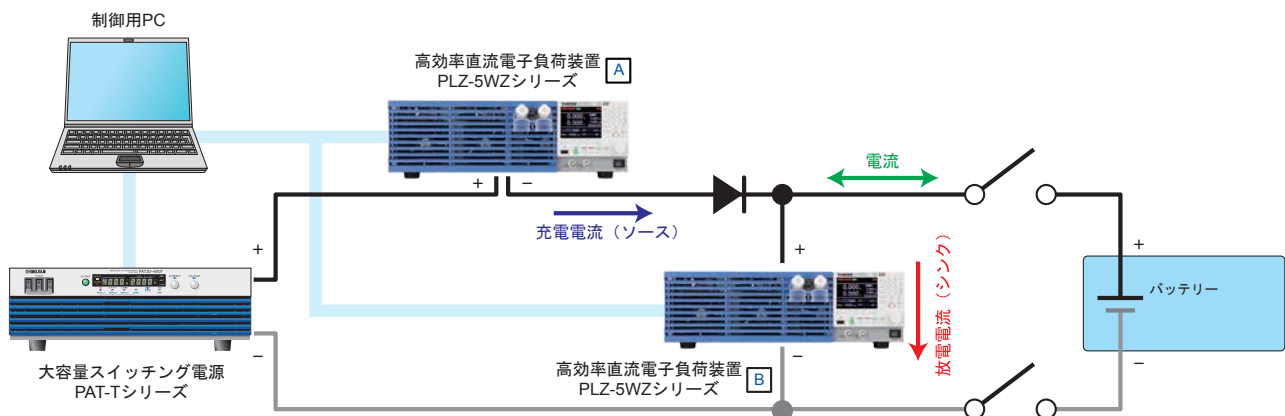 制御用PC
高効率直流電子負荷装置
PLZ-5WZシリーズ
A
+
−
電流
充電電流（ソース）
+
+
放電電流（シンク）
+
バッテリー
−
−
−
大容量スイッチング電源
PAT-Tシリーズ
高効率直流電子負荷装置
PLZ-5WZシリーズ
B